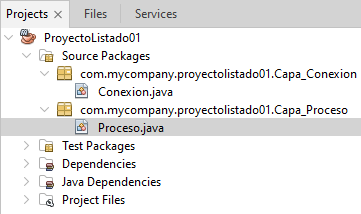 Projects × Files Services
ProyectoListado01
Source Packages
com.mycompany.proyectolistado01.Capa_Conexion
Conexion.java
com.mycompany.proyectolistado01.Capa_Proceso
Proceso.java
Test Packages
Dependencies
Java Dependencies
Project Files